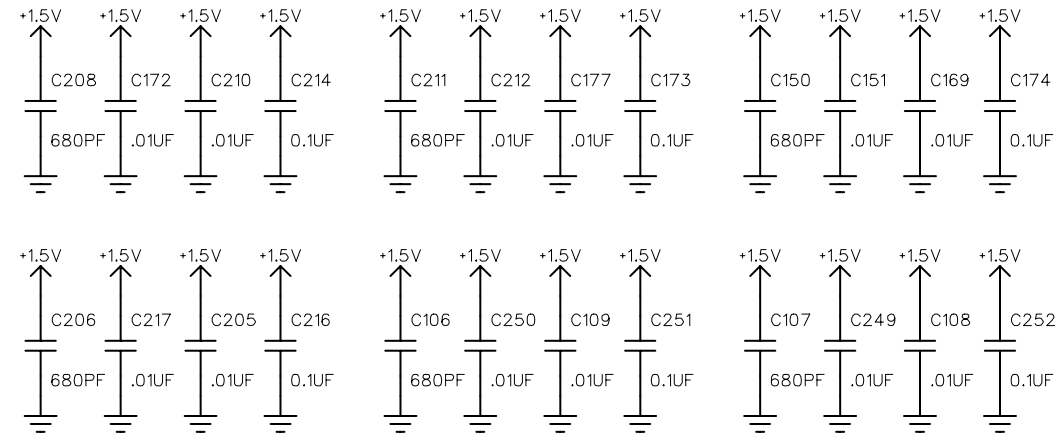 +1.5V +1.5V +1.5V +1.5V +1.5V +1.5V +1.5V +1.5V +1.5V +1.5V +1.5V +1.5V
C208 C172 C210 C214 C211 C212 C177 C173 C150 C151 C169 C174
680PF .01UF .01UF 0.1UF 680PF .01UF .01UF 0.1UF 680PF .01UF .01UF 0.1UF
+1.5V +1.5V +1.5V +1.5V +1.5V +1.5V +1.5V +1.5V +1.5V +1.5V +1.5V +1.5V
C206 C217 C205 C216 C106 C250 C109 C251 C107 C249 C108 C252
680PF .01UF .01UF 0.1UF 680PF .01UF .01UF 0.1UF 680PF .01UF .01UF 0.1UF